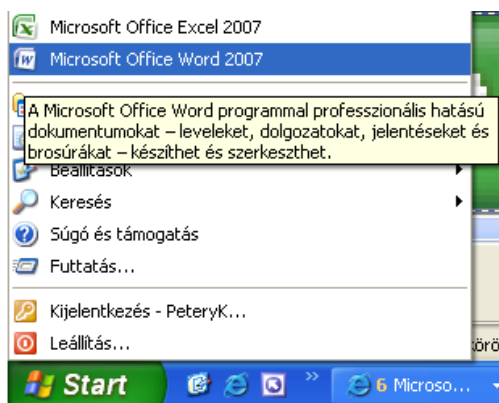 Microsoft Office Excel 2007
Microsoft Office Word 2007
A Microsoft Office Word programmal professzionális hatású
dokumentumokat – leveleket, dolgozatokat, jelentéseket és
brosúrákat – készíthet és szerkeszthet.
Beállítások
Keresés
Súgó és támogatás
Futtatás...
Kijelentkezés - PeteryK...
Leállítás...
Start
6 Microso...